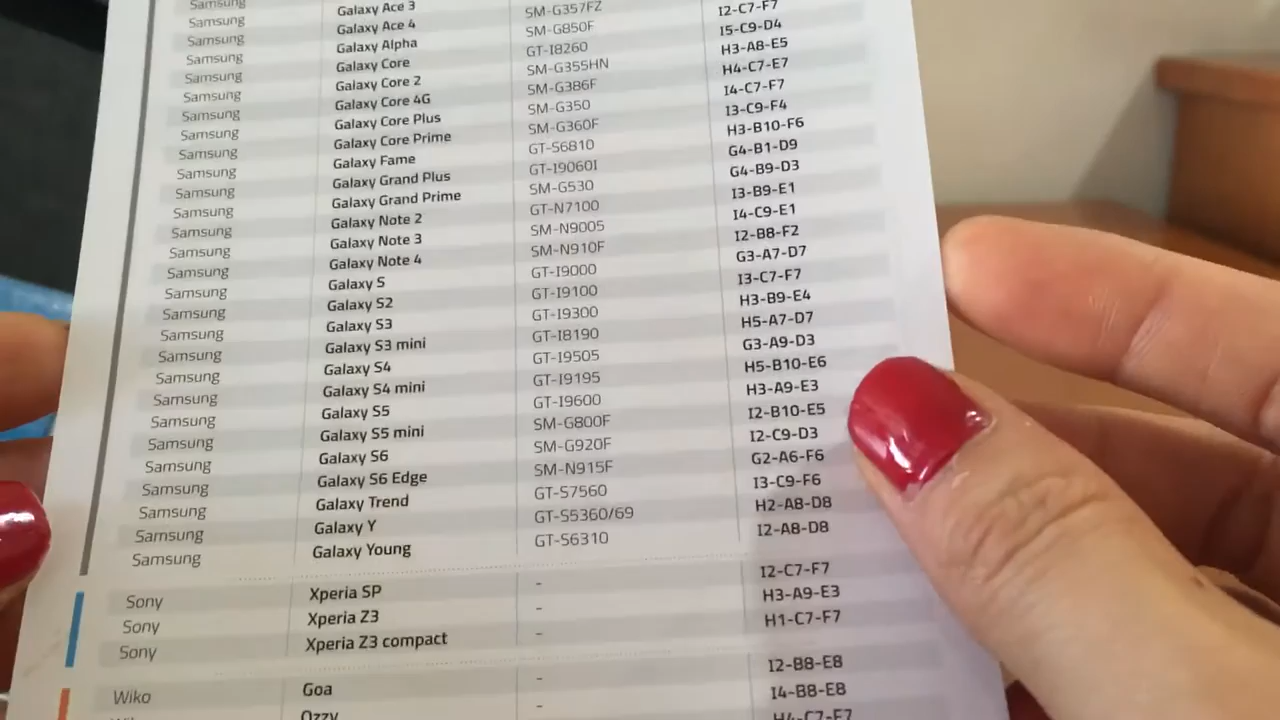 Samsung
Samsung Galaxy Ace 3
Samsung Galaxy Ace 4 SM-G357FZ
Samsung Galaxy Alpha SM-G850F I2-C7-F7
Samsung Galaxy Core GT-I8260 I5-C9-D4
Samsung Galaxy Core 2 SM-G355HN H3-A8-E5
Samsung Galaxy Core 4G SM-G386F H4-C7-E7
Samsung Galaxy Core Plus SM-G350 I4-C7-F7
Samsung Galaxy Core Prime SM-G360F I3-C9-F4
Samsung Galaxy Fame GT-S6810 H3-B10-F6
Samsung Galaxy Grand Plus GT-I9060I G4-B1-D9
Samsung Galaxy Grand Prime SM-G530 G4-B9-D3
Samsung Galaxy Note 2 GT-N7100 I3-B9-E1
Samsung Galaxy Note 3 SM-N9005 I4-C9-E1
Samsung Galaxy Note 4 SM-N910F I2-B8-F2
Samsung Galaxy S GT-I9000 G3-A7-D7
Samsung Galaxy S2 GT-I9100 I3-C7-F7
Samsung Galaxy S3 GT-I9300 H3-B9-E4
Samsung Galaxy S3 mini GT-I8190 H5-A7-D7
Samsung Galaxy S4 GT-I9505 G3-A9-D3
Samsung Galaxy S4 mini GT-I9195 H5-B10-E6
Samsung Galaxy S5 GT-I9600 H3-A9-E3
Samsung Galaxy S5 mini SM-G800F I2-B10-E5
Samsung Galaxy S6 SM-G920F I2-C9-D3
Samsung Galaxy S6 Edge SM-N915F G2-A6-F6
Samsung Galaxy Trend GT-S7560 I3-C9-F6
Samsung Galaxy Y GT-S5360/69 H2-A8-D8
Samsung Galaxy Young GT-S6310 I2-A8-D8
Sony Xperia SP - I2-C7-F7
Sony Xperia Z3 - H3-A9-E3
Sony Xperia Z3 compact - H1-C7-F7
Wiko Goa - I2-B8-E8
Ozzy - I4-B8-E8
H4-C7-F7